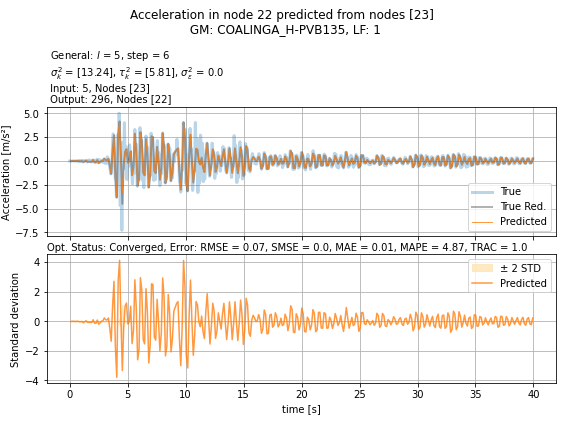 Acceleration in node 22 predicted from nodes [23]
GM: COALINGA_H-PVB135, LF: 1
General: l = 5, step = 6
σ²ₖ = [13.24], τ²ₖ = [5.81], σ²ε = 0.0
Input: 5, Nodes [23]
Output: 296, Nodes [22]
Acceleration [m/s²]
5.0
2.5
0.0
−2.5
−5.0
−7.5
True
True Red.
Predicted
Opt. Status: Converged, Error: RMSE = 0.07, SMSE = 0.0, MAE = 0.01, MAPE = 4.87, TRAC = 1.0
Standard deviation
4
2
0
−2
−4
± 2 STD
Predicted
0 5 10 15 20 25 30 35 40
time [s]